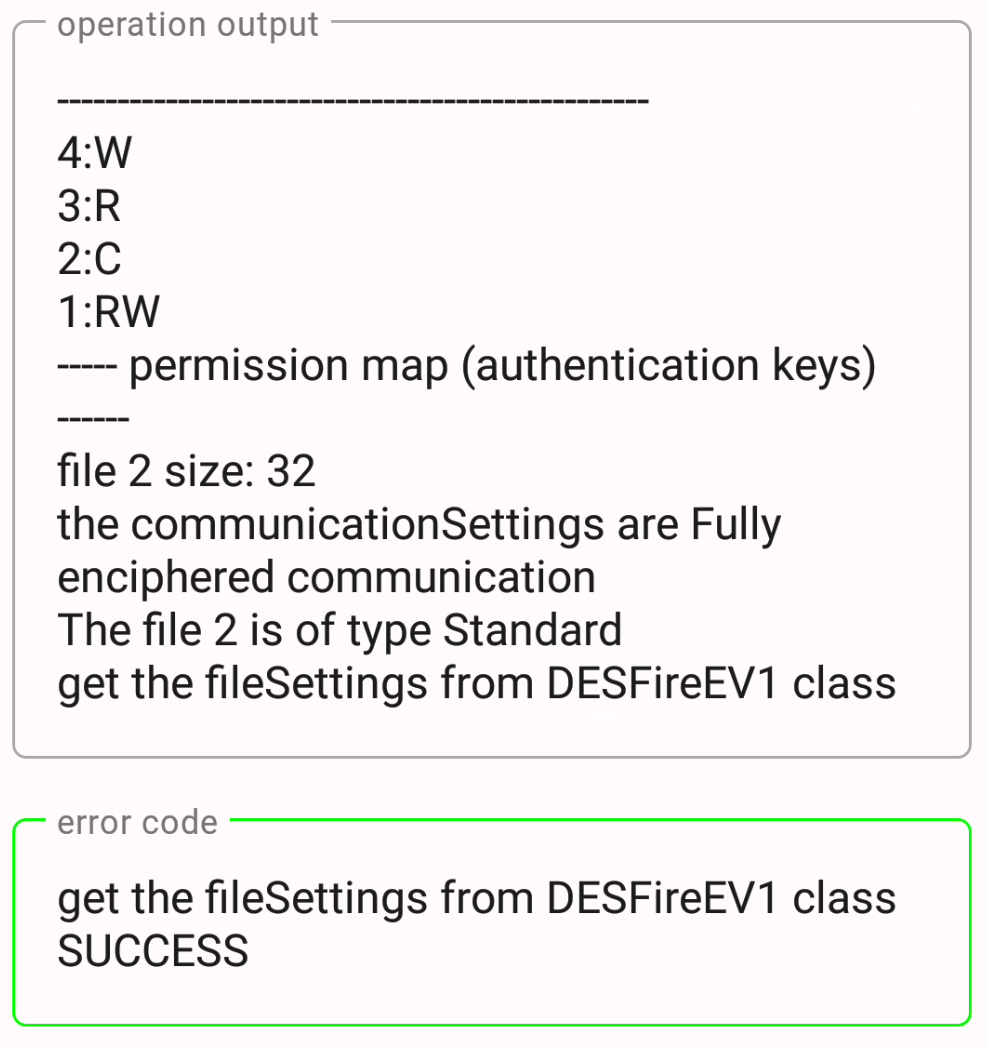 operation output
-------------------------------------------------
4:W
3:R
2:C
1:RW
----- permission map (authentication keys)
------
file 2 size: 32
the communicationSettings are Fully
enciphered communication
The file 2 is of type Standard
get the fileSettings from DESFireEV1 class
error code
get the fileSettings from DESFireEV1 class
SUCCESS